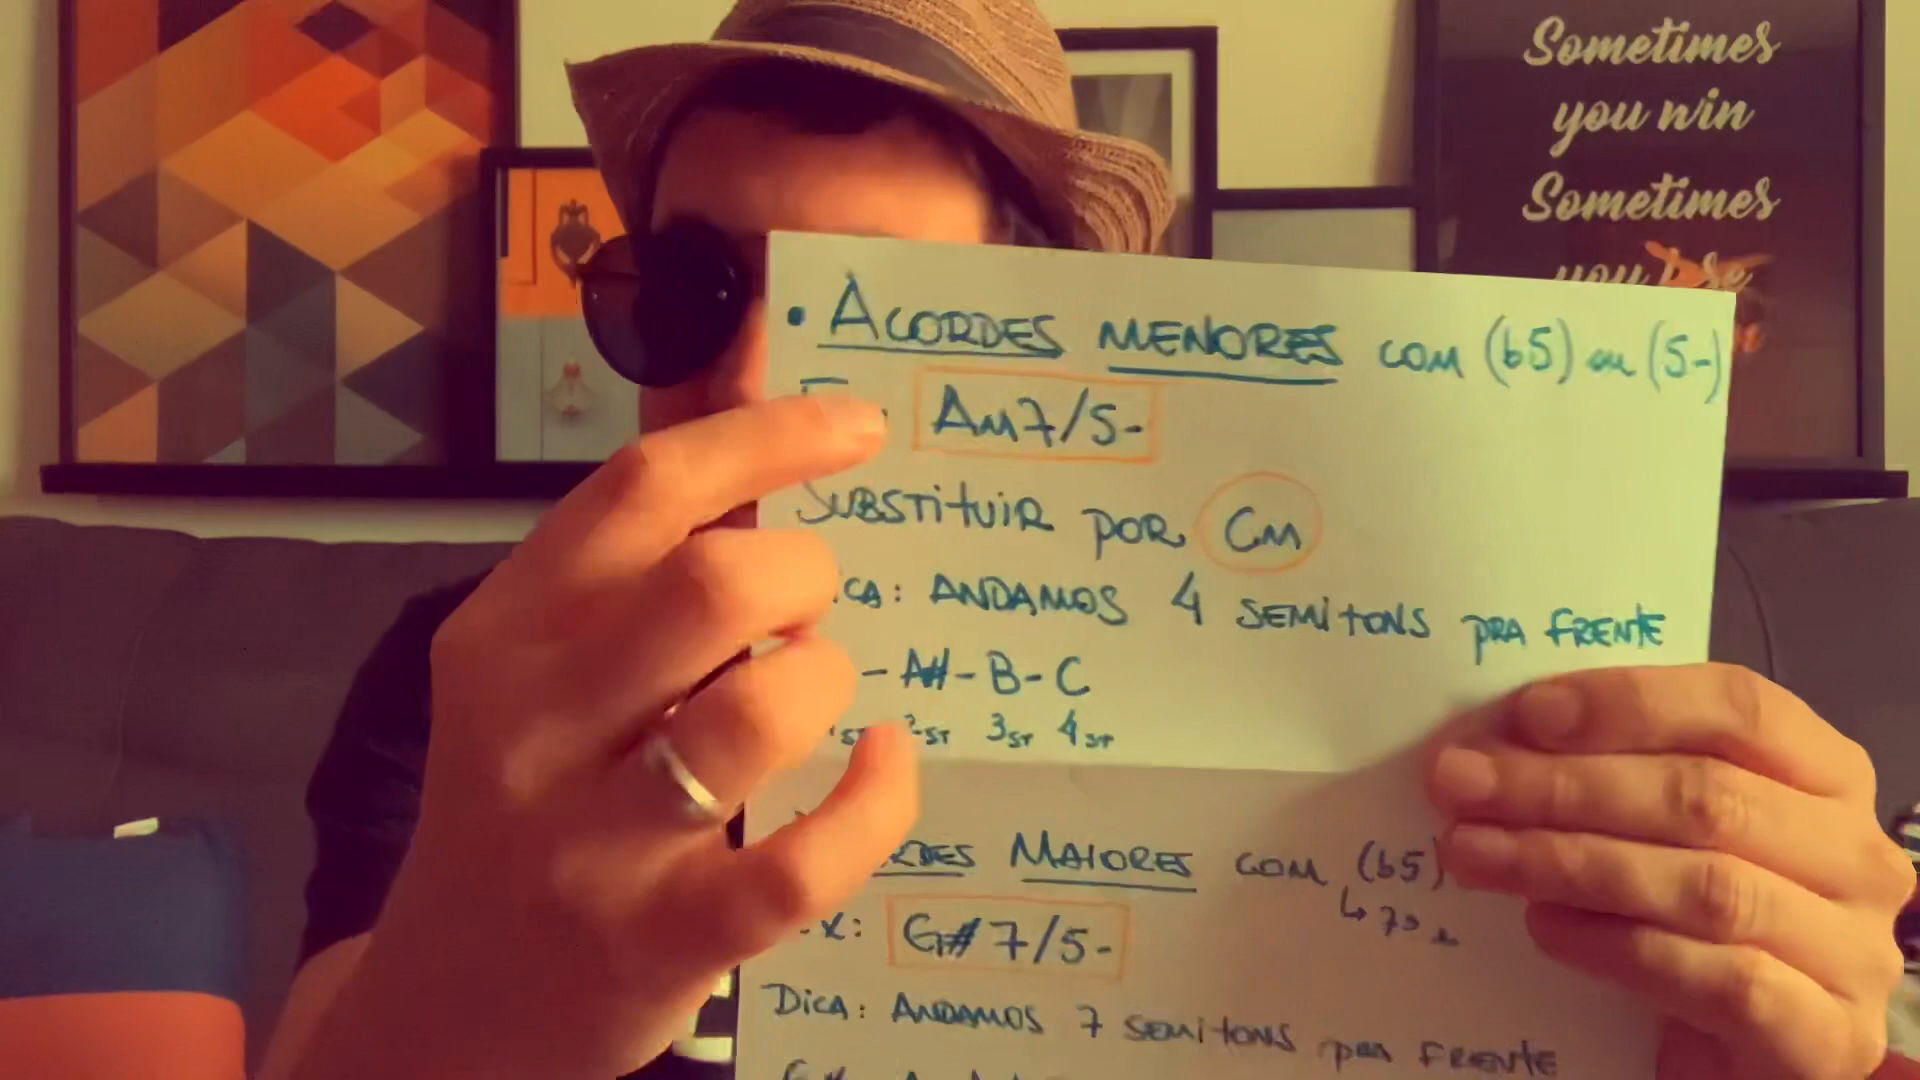 Sometimes
you win
Sometimes
you
• ACORDES MENORES COM (b5) ou (5-)
Am7/5-
SUBSTITUIR POR Cm
ANDAMOS 4 SEMITONS PRA FRENTE
- A# - B - C
3ST 4ST
MAIORES COM (b5)
G#7/5-
DICA: ANDAMOS 7 SEMITONS PRA FRENTE